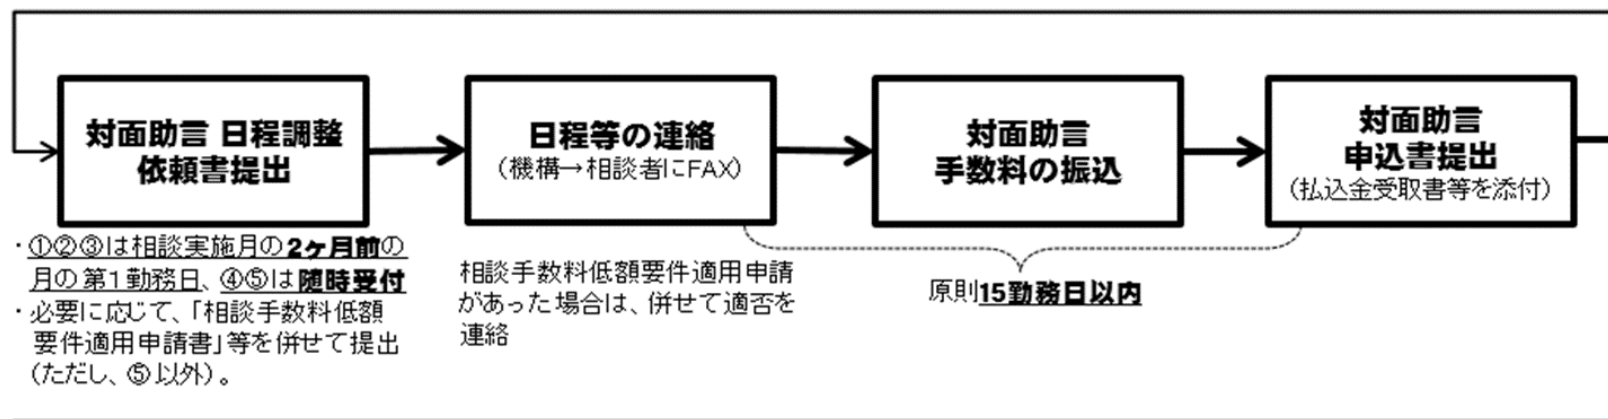 対面助言 日程調整
依頼書提出
日程等の連絡
(機構→相談者にFAX)
対面助言
手数料の振込
対面助言
申込書提出
(払込金受取書等を添付)
・①②③は相談実施月の2ヶ月前の
月の第1勤務日、④⑤は随時受付
・必要に応じて、「相談手数料低額
要件適用申請書」等を併せて提出
(ただし、⑤以外)。
相談手数料低額要件適用申請
があった場合は、併せて適否を
連絡
原則15勤務日以内